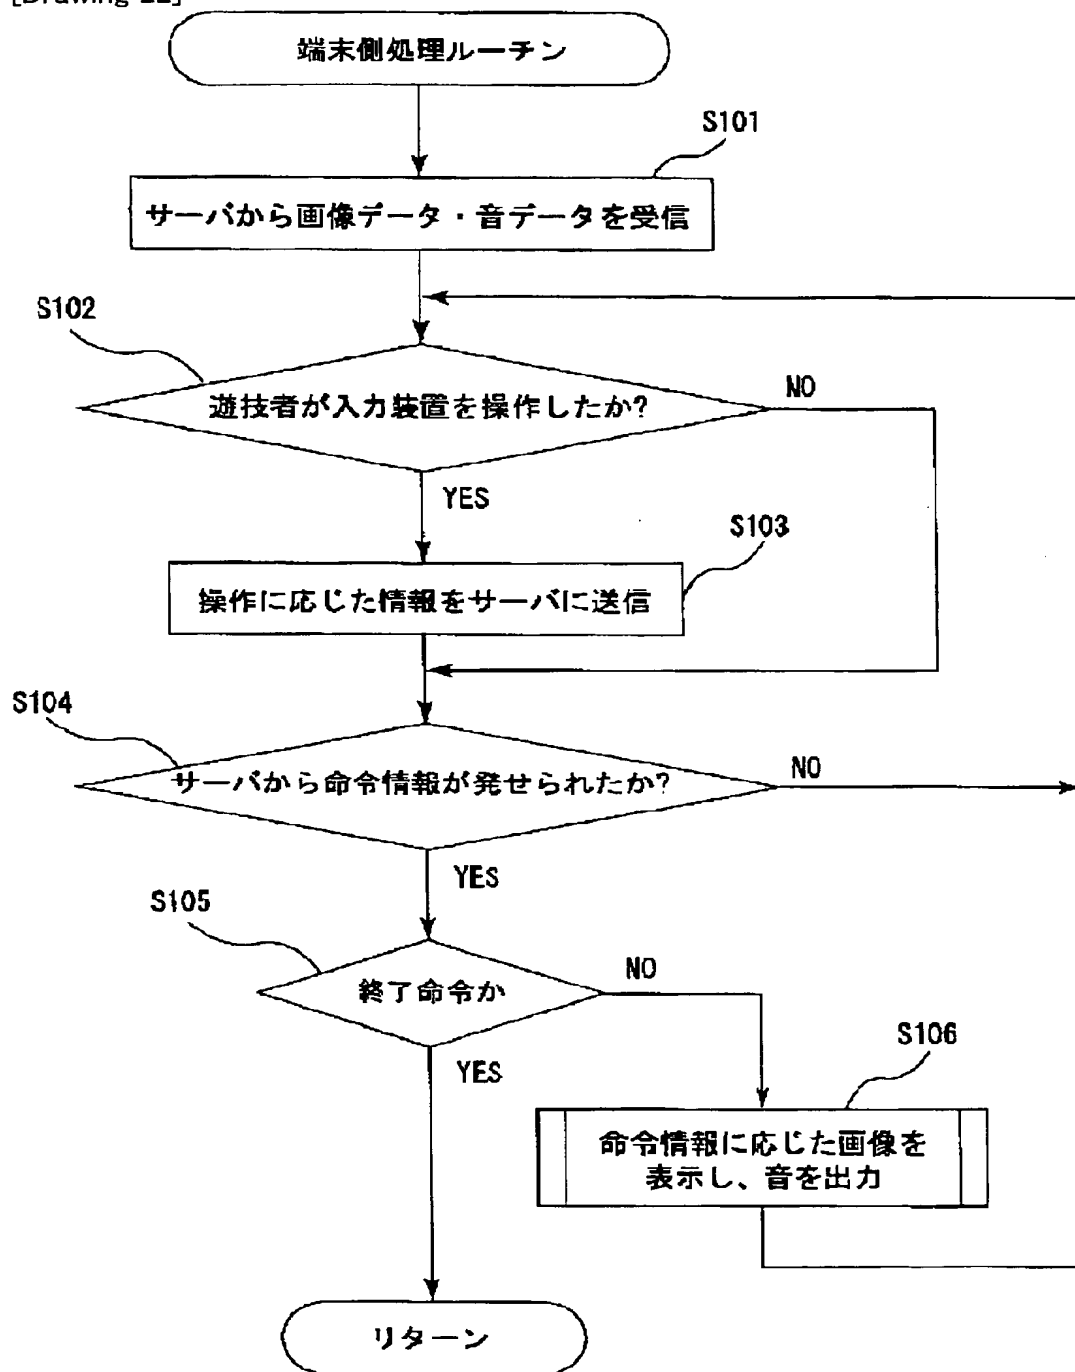 端末側処理ルーチン
S101
サーバから画像データ・音データを受信
S102
遊技者が入力装置を操作したか?
NO
YES
S103
操作に応じた情報をサーバに送信
S104
サーバから命令情報が発せられたか?
NO
YES
S105
終了命令か
NO
YES
S106
命令情報に応じた画像を
表示し、音を出力
リターン